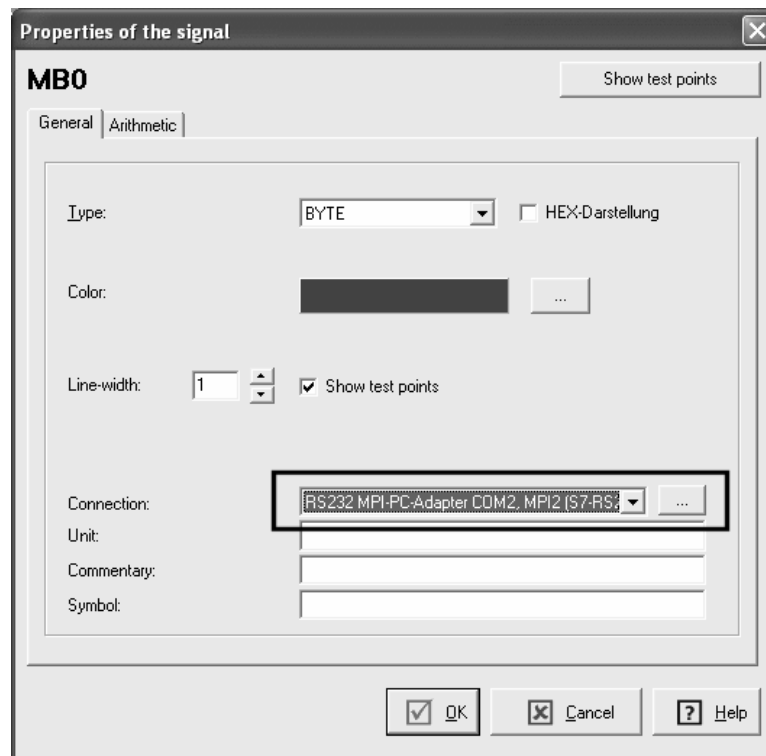 Properties of the signal
MB0
Show test points
General
Arithmetic
Type:
BYTE
HEX-Darstellung
Color:
...
Line-width:
1
Show test points
Connection:
RS232 MPI-PC-Adapter COM2, MPI2 (S7-RS2
...
Unit:
Commentary:
Symbol:
OK
Cancel
? Help